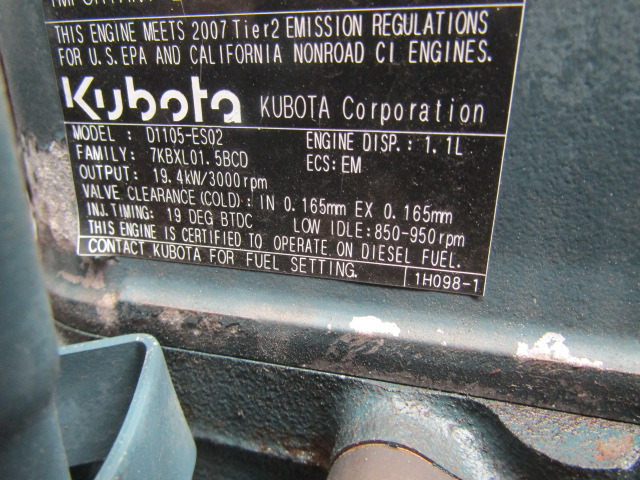 IMPORTANT
THIS ENGINE MEETS 2007 Tier2 EMISSION REGULATIONS
FOR U.S.EPA AND CALIFORNIA NONROAD CI ENGINES.
Kubota KUBOTA Corporation
MODEL : D1105-ES02 ENGINE DISP.: 1.1L
FAMILY: 7KBXL01.5BCD ECS:EM
OUTPUT: 19.4kW/3000rpm
VALVE CLEARANCE(COLD): IN 0.165mm EX 0.165mm
INJ.TIMING: 19 DEG BTDC LOW IDLE:850-950rpm
THIS ENGINE IS CERTIFIED TO OPERATE ON DIESEL FUEL.
CONTACT KUBOTA FOR FUEL SETTING. 1H098-1